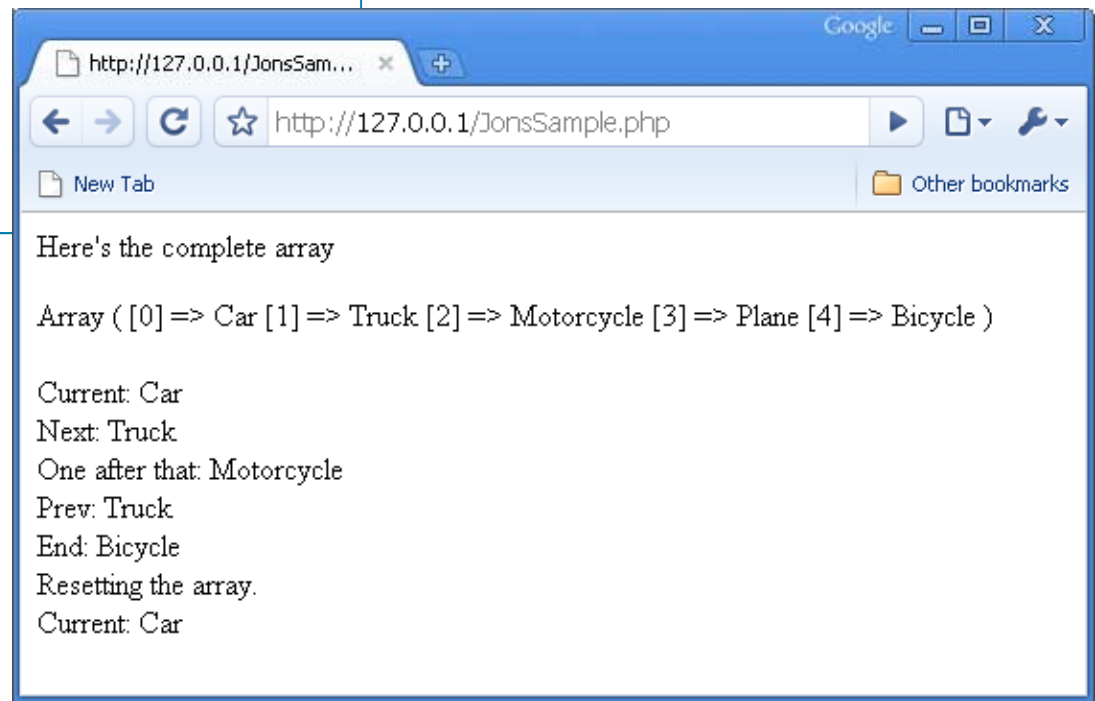 Google
http://127.0.0.1/JonsSam...
http://127.0.0.1/JonsSample.php
New Tab
Other bookmarks
Here's the complete array
Array ( [0] => Car [1] => Truck [2] => Motorcycle [3] => Plane [4] => Bicycle )
Current: Car
Next: Truck
One after that: Motorcycle
Prev: Truck
End: Bicycle
Resetting the array.
Current: Car